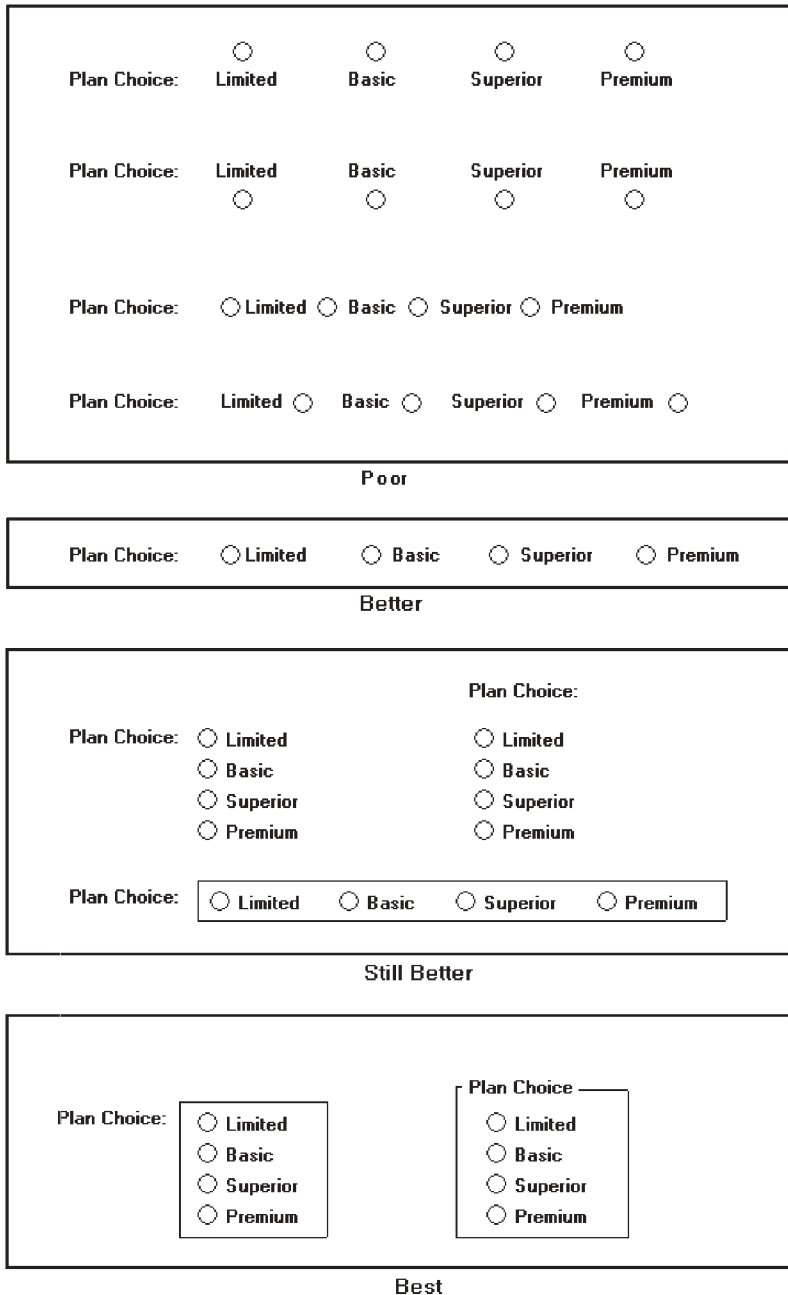 Plan Choice: Limited Basic Superior Premium
Plan Choice: Limited Basic Superior Premium
Plan Choice: Limited Basic Superior Premium
Plan Choice: Limited Basic Superior Premium
Poor
Plan Choice: Limited Basic Superior Premium
Better
Plan Choice:
Limited
Basic
Superior
Premium
Plan Choice:
Limited
Basic
Superior
Premium
Plan Choice: Limited Basic Superior Premium
Still Better
Plan Choice:
Limited
Basic
Superior
Premium
Plan Choice
Limited
Basic
Superior
Premium
Best